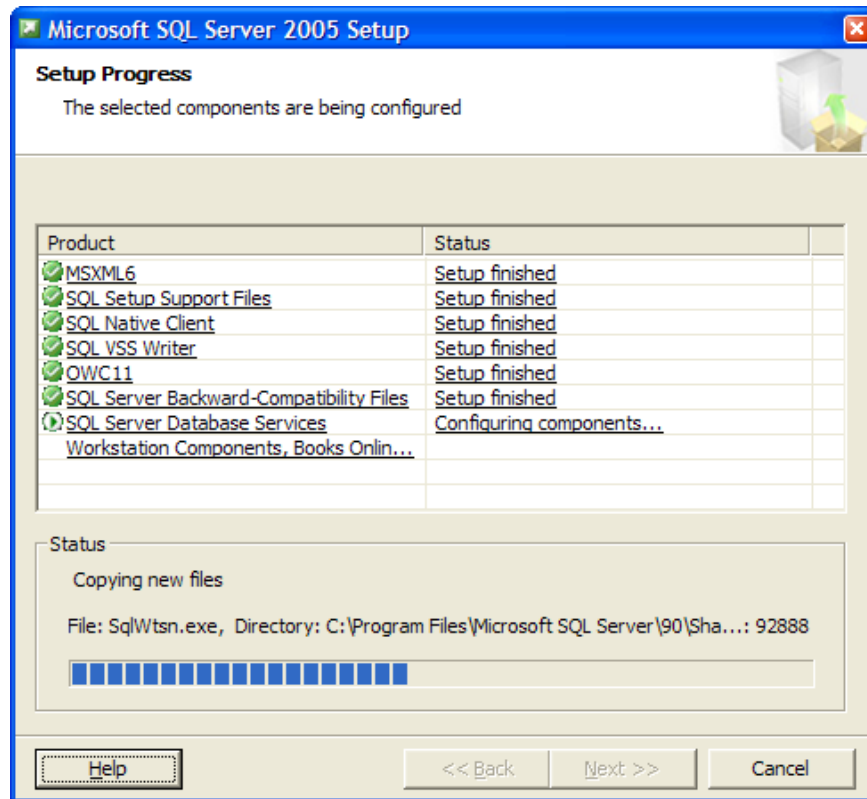 Microsoft SQL Server 2005 Setup
Setup Progress
The selected components are being configured
Product Status
MSXML6 Setup finished
SQL Setup Support Files Setup finished
SQL Native Client Setup finished
SQL VSS Writer Setup finished
OWC11 Setup finished
SQL Server Backward-Compatibility Files Setup finished
SQL Server Database Services Configuring components...
Workstation Components, Books Onlin...
Status
Copying new files
File: SqlWtsn.exe, Directory: C:\Program Files\Microsoft SQL Server\90\Sha...: 92888
Help << Back Next >> Cancel